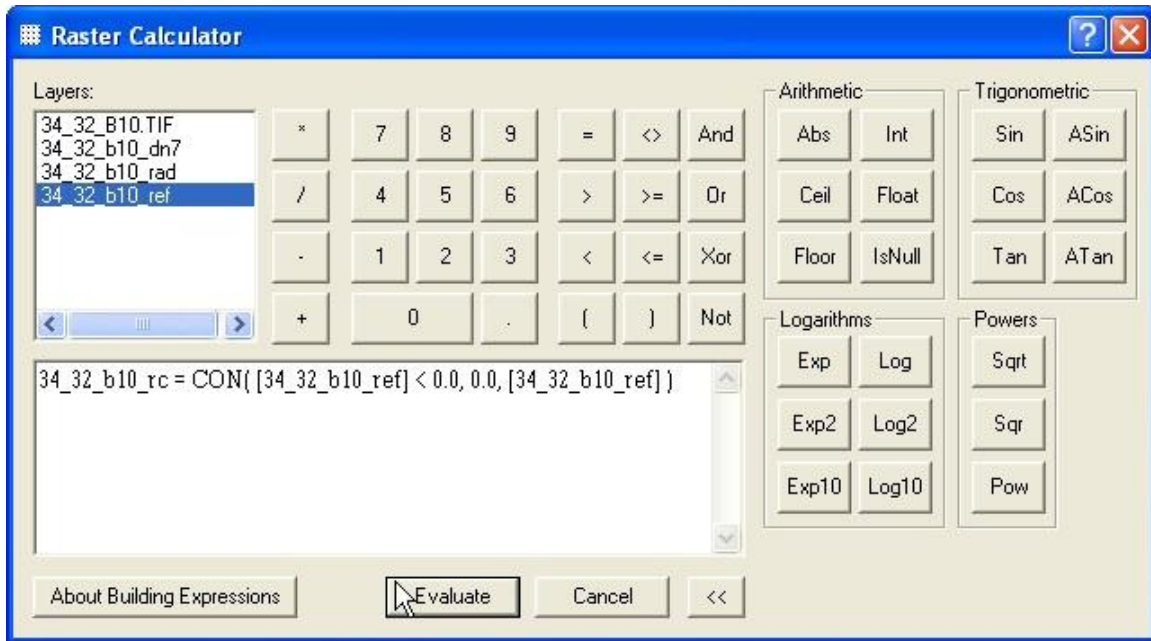 Raster Calculator
Layers:
34_32_B10.TIF
34_32_b10_dn7
34_32_b10_rad
34_32_b10_ref
* 7 8 9 = <> And
/ 4 5 6 > >= Or
- 1 2 3 < <= Xor
+ 0 . ( ) Not
Arithmetic
Abs Int
Ceil Float
Floor IsNull
Trigonometric
Sin ASin
Cos ACos
Tan ATan
Logarithms
Exp Log
Exp2 Log2
Exp10 Log10
Powers
Sqrt
Sqr
Pow
34_32_b10_rc = CON( [34_32_b10_ref] < 0.0, 0.0, [34_32_b10_ref] )
About Building Expressions Evaluate Cancel <<